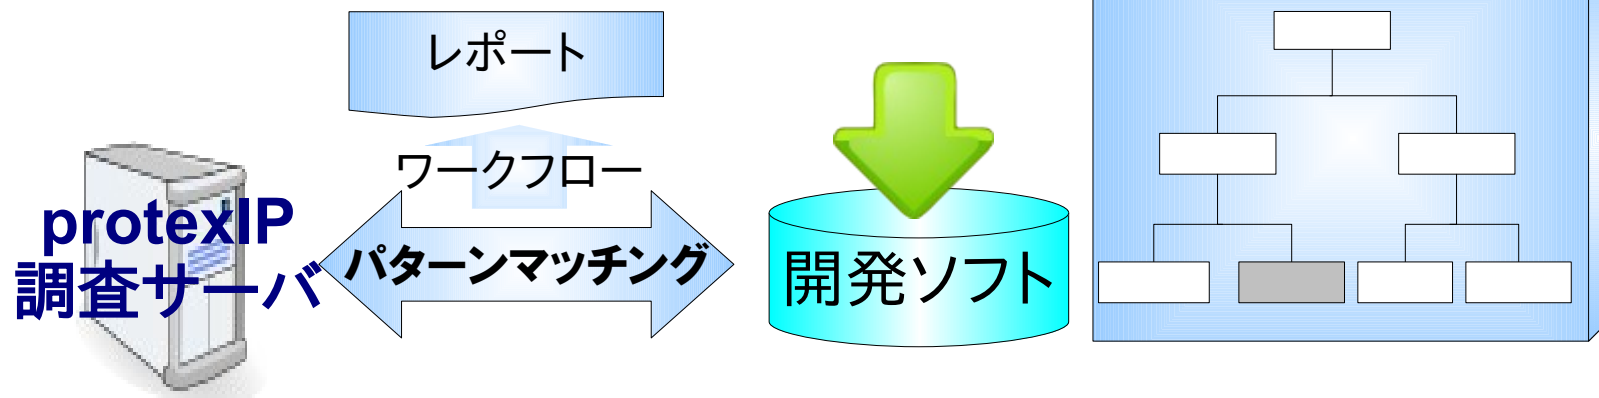 レポート
ワークフロー
protexIP
調査サーバ
パターンマッチング
開発ソフト